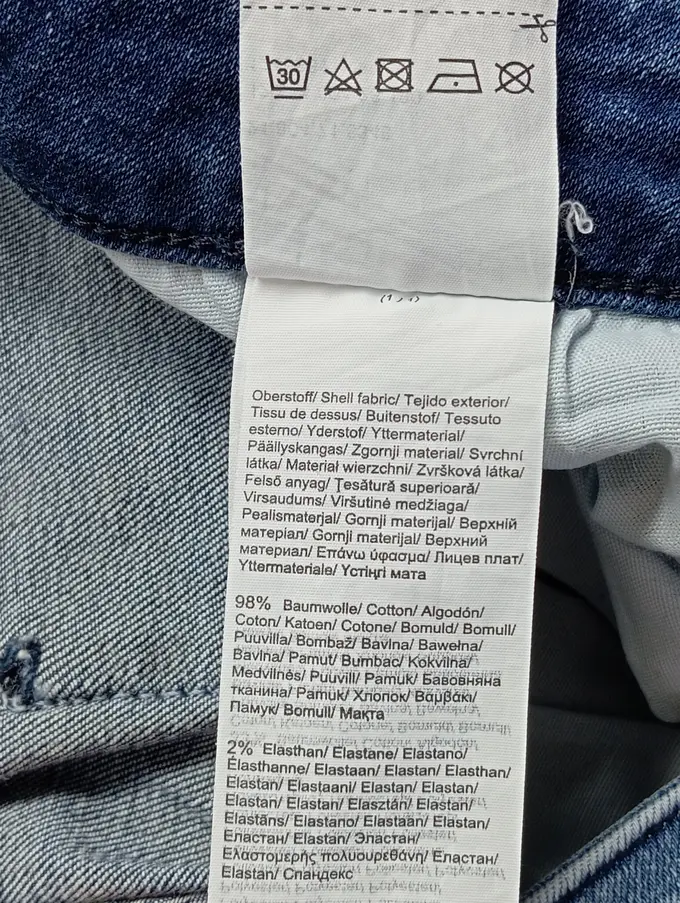 30
Oberstoff/ Shell fabric/ Tejido exterior/
Tissu de dessus/ Buitenstof/ Tessuto
esterno/ Yderstof/ Yttermaterial/
Päällyskangas/ Zgornji material/ Svrchní
látka/ Materiał wierzchni/ Zvršková látka/
Felső anyag/ Ţesătură superioară/
Virsaudums/ Viršutinė medžiaga/
Pealismaterjal/ Gornji materijal/ Верхній
матеріал/ Gornji materijal/ Верхний
материал/ Επάνω ύφασμα/ Лицев плат/
Yttermateriale/ Үстіңгі мата
98% Baumwolle/ Cotton/ Algodón/
Coton/ Katoen/ Cotone/ Bomuld/ Bomull/
Puuvilla/ Bombaž/ Bavlna/ Bawełna/
Bavlna/ Pamut/ Bumbac/ Kokvilna/
Medvilnės/ Puuvill/ Pamuk/ Бавовняна
тканина/ Pamuk/ Хлопок/ Βαμβάκι/
Памук/ Bomull/ Мақта
2% Elasthan/ Elastane/ Elastano/
Élasthanne/ Elastaan/ Elastan/ Elasthan/
Elastan/ Elastaani/ Elastan/ Elastan/
Elastan/ Elastan/ Elasztán/ Elastan/
Elastāns/ Elastano/ Elastaan/ Elastan/
Еластан/ Elastan/ Эластан/
Ελαστομερής πολυουρεθάνη/ Еластан/
Elastan/ Спандекс